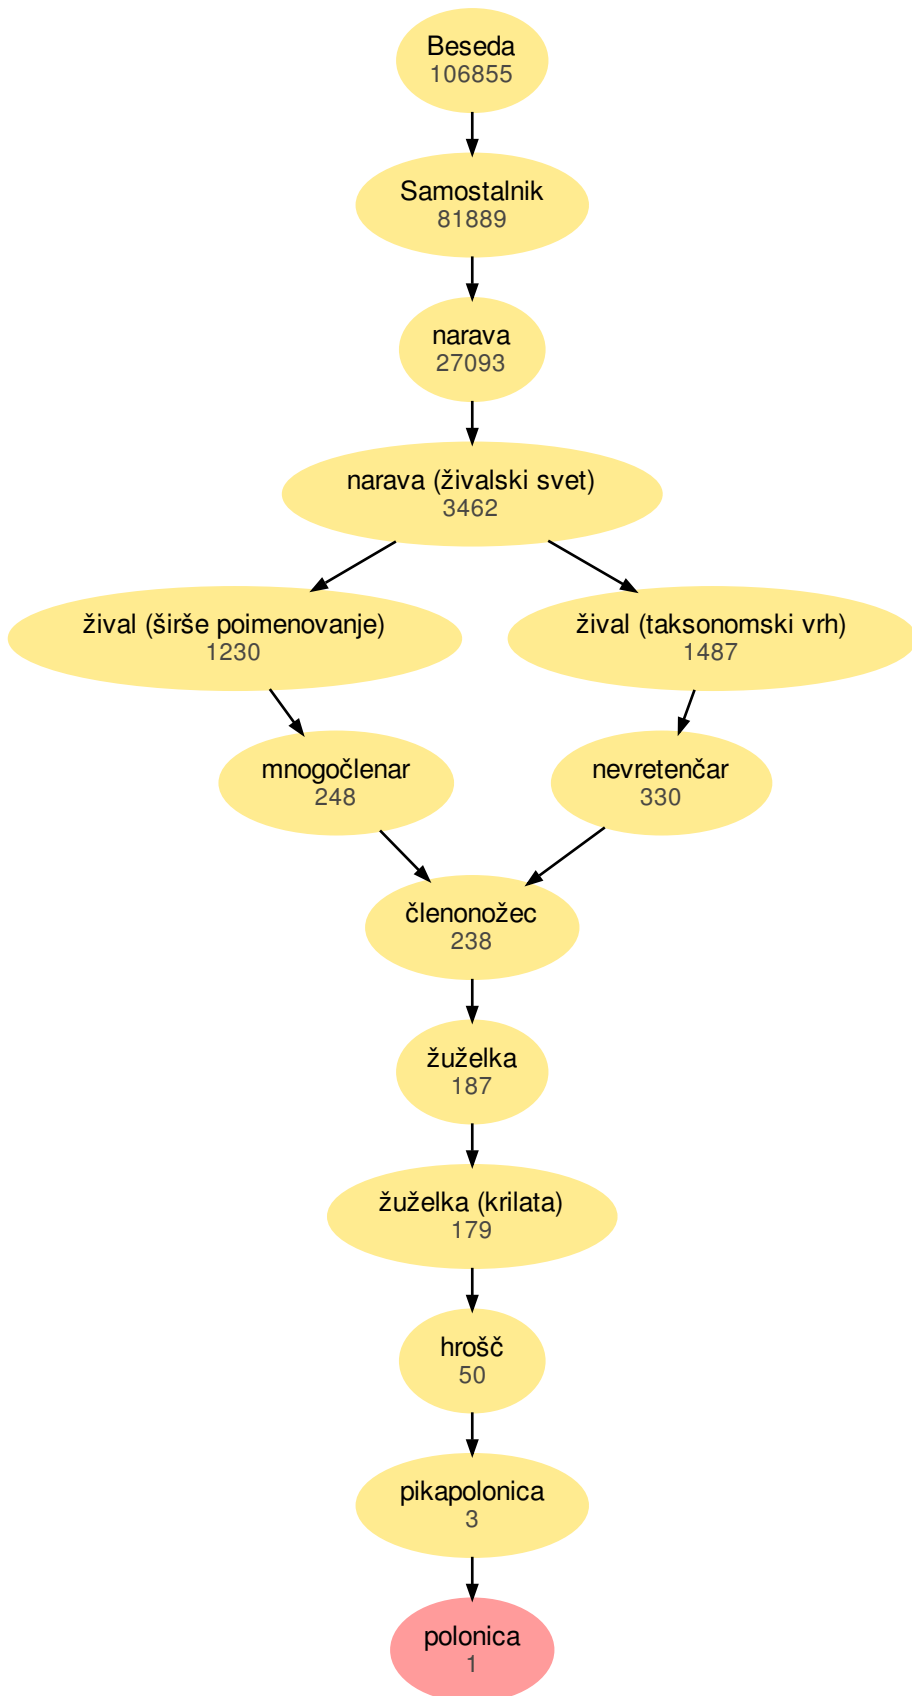 Beseda
106855
Samostalnik
81889
narava
27093
narava (živalski svet)
3462
žival (širše poimenovanje)
1230
žival (taksonomski vrh)
1487
mnogočlenar
248
nevretenčar
330
členonožec
238
žuželka
187
žuželka (krilata)
179
hrošč
50
pikapolonica
3
polonica
1